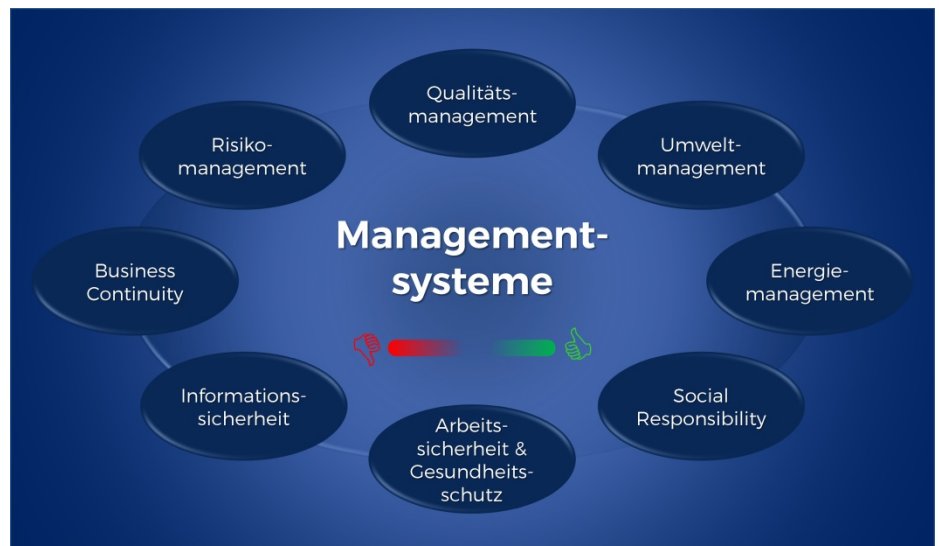 Qualitäts-
management
Risiko-
management
Umwelt-
management
Management-
systeme
Business
Continuity
Energie-
management
Informations-
sicherheit
Social
Responsibility
Arbeits-
sicherheit &
Gesundheits-
schutz